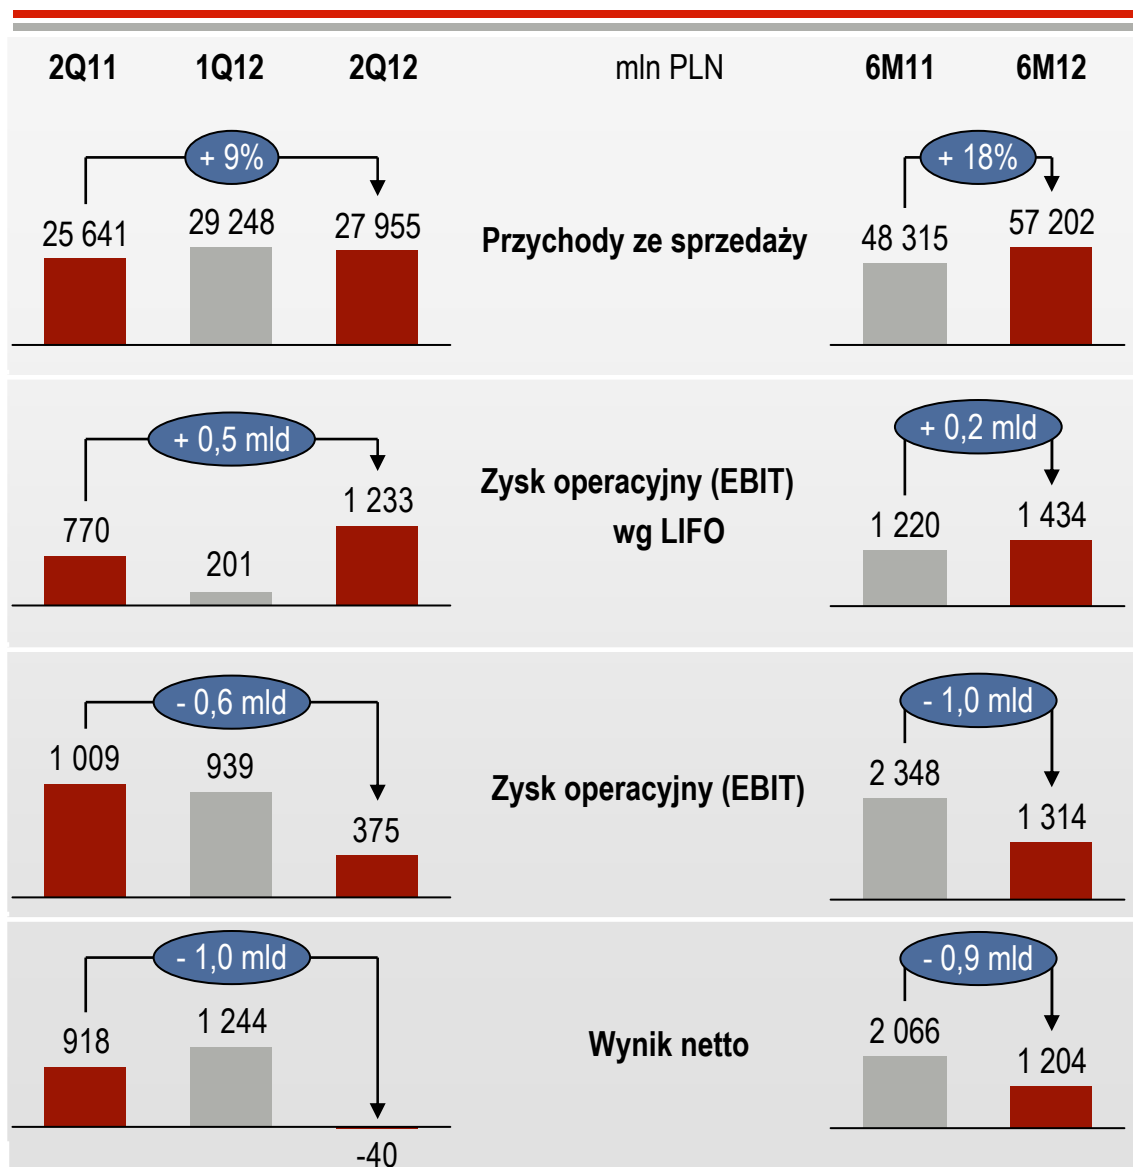 2Q11 1Q12 2Q12 mln PLN 6M11 6M12
+ 9% + 18%
25 641 29 248 27 955 Przychody ze sprzedaży 48 315 57 202
+ 0,5 mld + 0,2 mld
770 201 1 233 Zysk operacyjny (EBIT) 1 220 1 434
wg LIFO
- 0,6 mld - 1,0 mld
1 009 939 375 Zysk operacyjny (EBIT) 2 348 1 314
- 1,0 mld - 0,9 mld
918 1 244 -40 Wynik netto 2 066 1 204